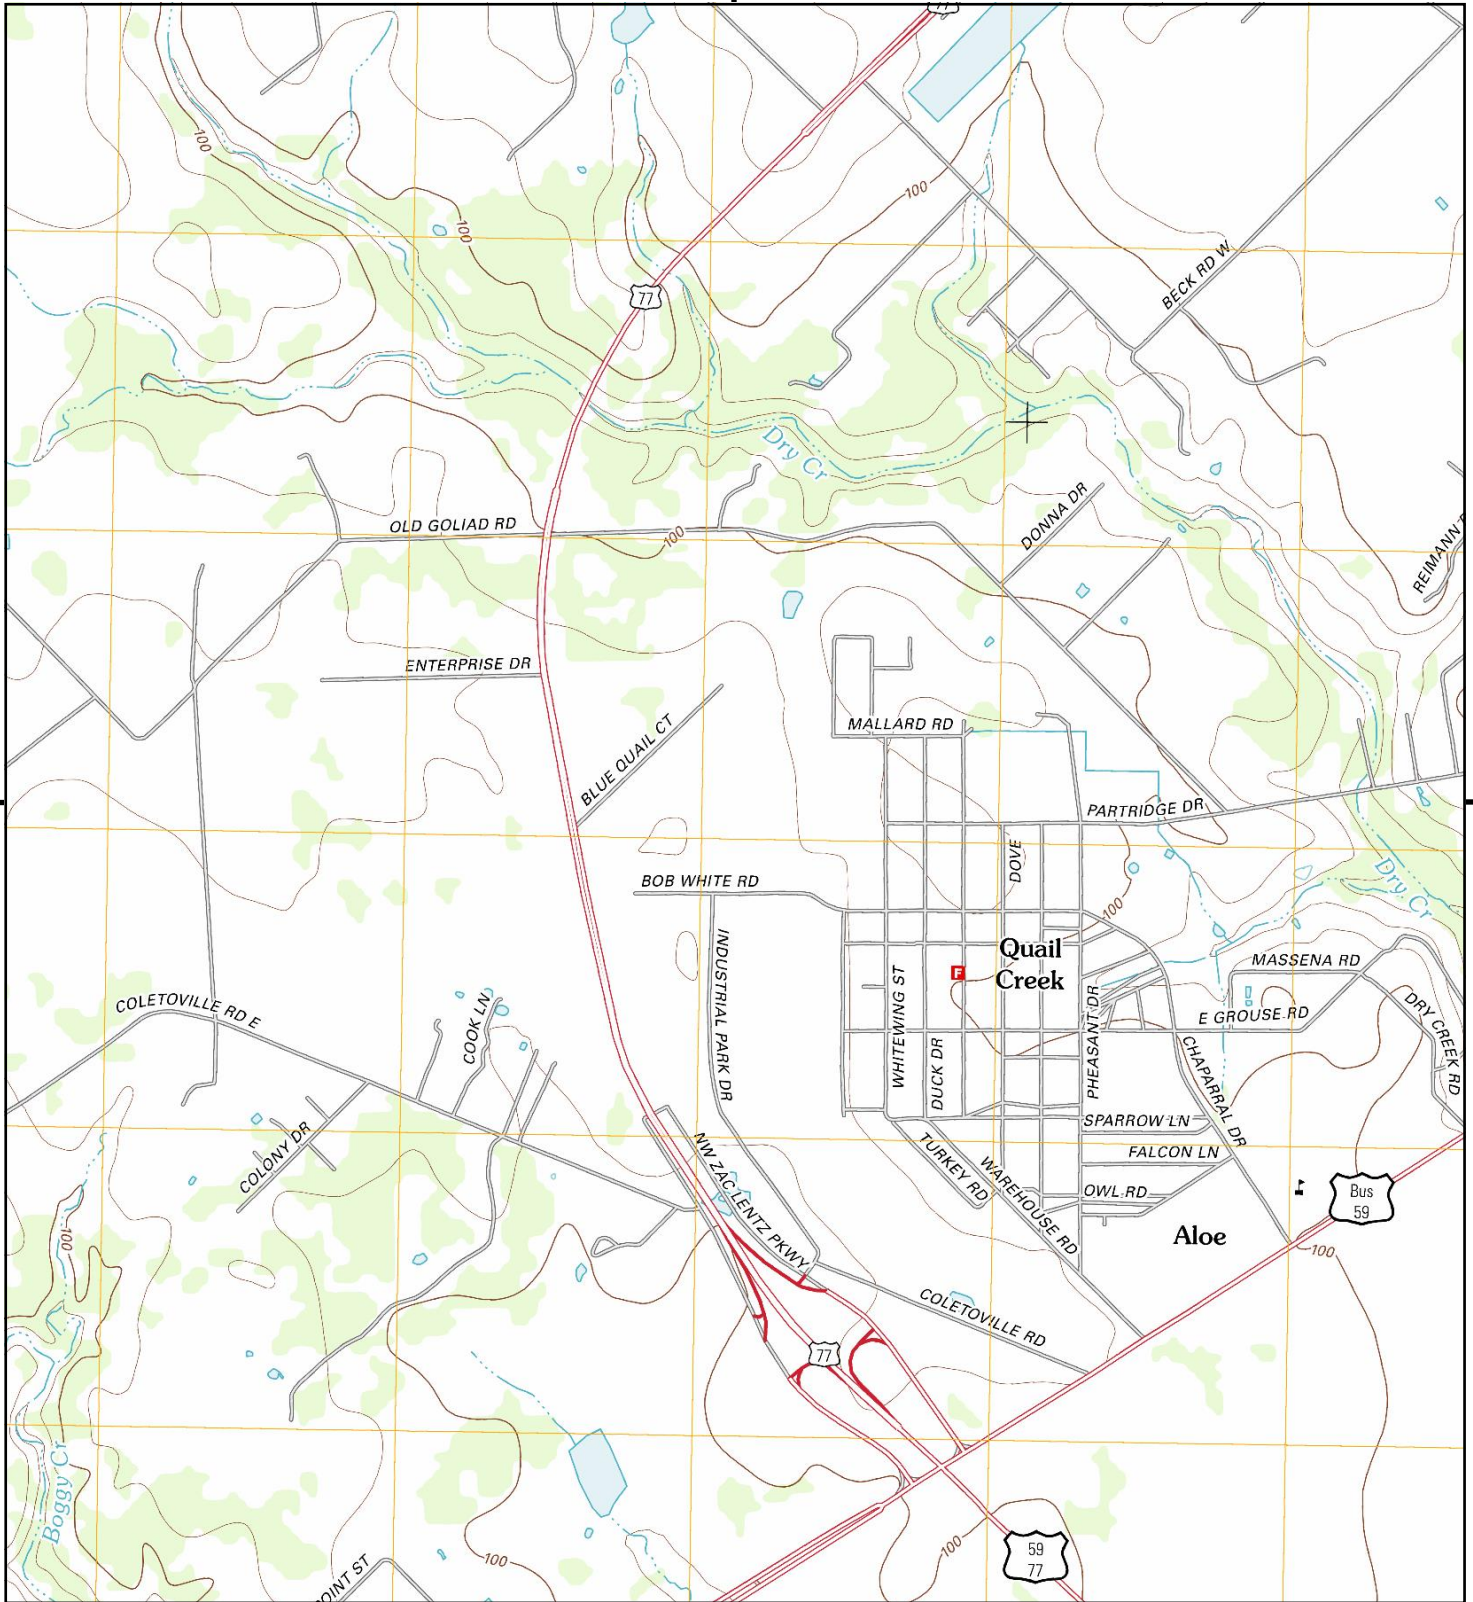 77
100
100
100
BECK RD W
77
Dry Cr
OLD GOLIAD RD
100
DONNA DR
REIMANN
ENTERPRISE DR
BLUE QUAIL CT
MALLARD RD
PARTRIDGE DR
DOVE
BOB WHITE RD
Dry Cr
100
INDUSTRIAL PARK DR
Quail
Creek
F
WHITEWING ST
MASSENA RD
COLETOVILLE RD E
COOK LN
PHEASANT DR
E GROUSE RD
DRY CREEK RD
DUCK DR
CHAPARRAL DR
SPARROW LN
COLONY DR
NW ZAC LENTZ PKWY
TURKEY RD
WAREHOUSE RD
FALCON LN
OWL RD
Bus
59
100
Aloe
100
COLETOVILLE RD
77
Boggy Cr
100
100
59
77
OINT ST